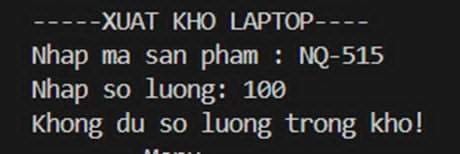 -----XUAT KHO LAPTOP----
Nhap ma san pham : NQ-515
Nhap so luong: 100
Khong du so luong trong kho!